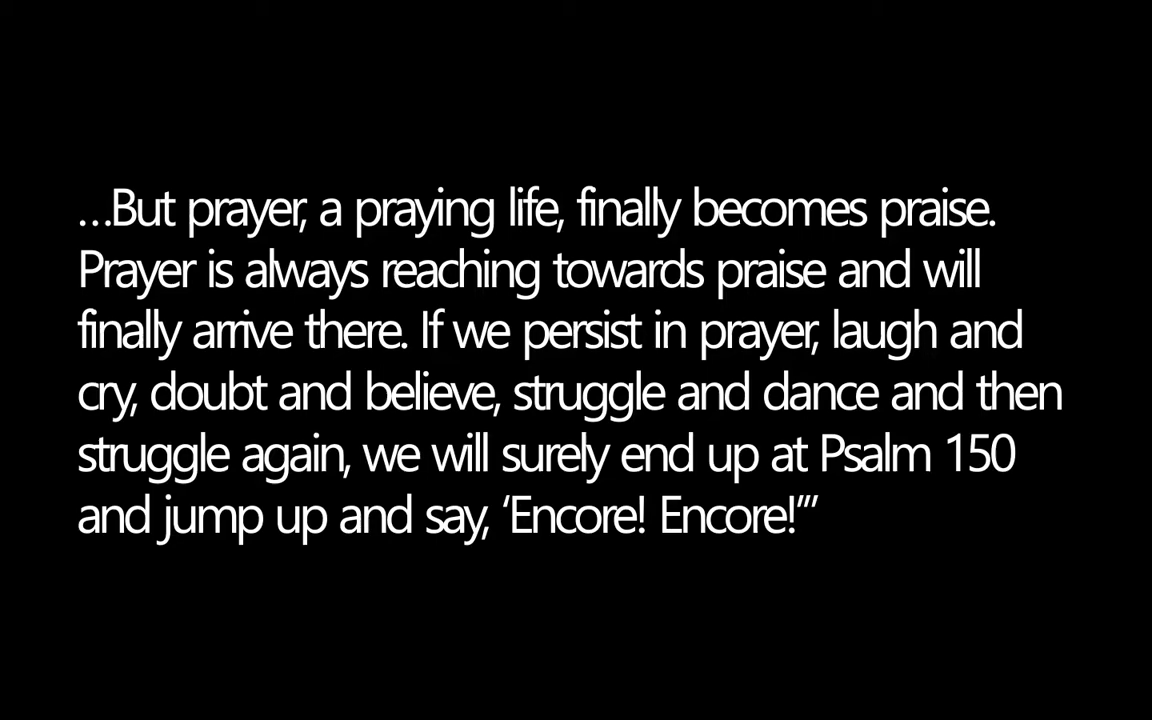 …But prayer, a praying life, finally becomes praise.
Prayer is always reaching towards praise and will
finally arrive there. If we persist in prayer, laugh and
cry, doubt and believe, struggle and dance and then
struggle again, we will surely end up at Psalm 150
and jump up and say, ‘Encore! Encore!’”